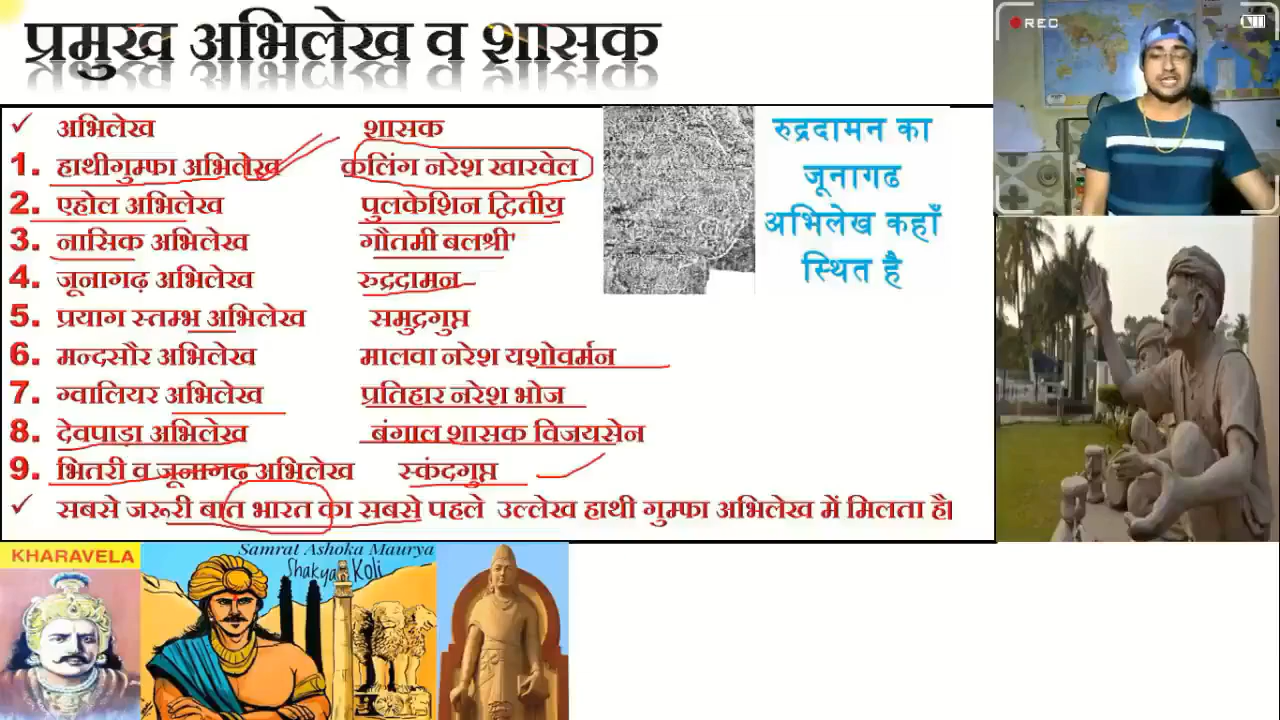 प्रमुख अभिलेख व शासक
✓ अभिलेख शासक
1. हाथीगुम्फा अभिलेख कलिंग नरेश खारवेल
2. एहोल अभिलेख पुलकेशिन द्वितीय
3. नासिक अभिलेख गौतमी बलश्री'
4. जूनागढ़ अभिलेख रुद्रदामन
5. प्रयाग स्तम्भ अभिलेख समुद्रगुप्त
6. मन्दसौर अभिलेख मालवा नरेश यशोवर्मन
7. ग्वालियर अभिलेख प्रतिहार नरेश भोज
8. देवपाड़ा अभिलेख बंगाल शासक विजयसेन
9. भितरी व जूनागढ़ अभिलेख स्कंदगुप्त
✓ सबसे जरूरी बात भारत का सबसे पहले उल्लेख हाथी गुम्फा अभिलेख में मिलता है|
रुद्रदामन का
जूनागढ
अभिलेख कहाँ
स्थित है
REC
KHARAVELA
Samrat Ashoka Maurya
Shakya Koli